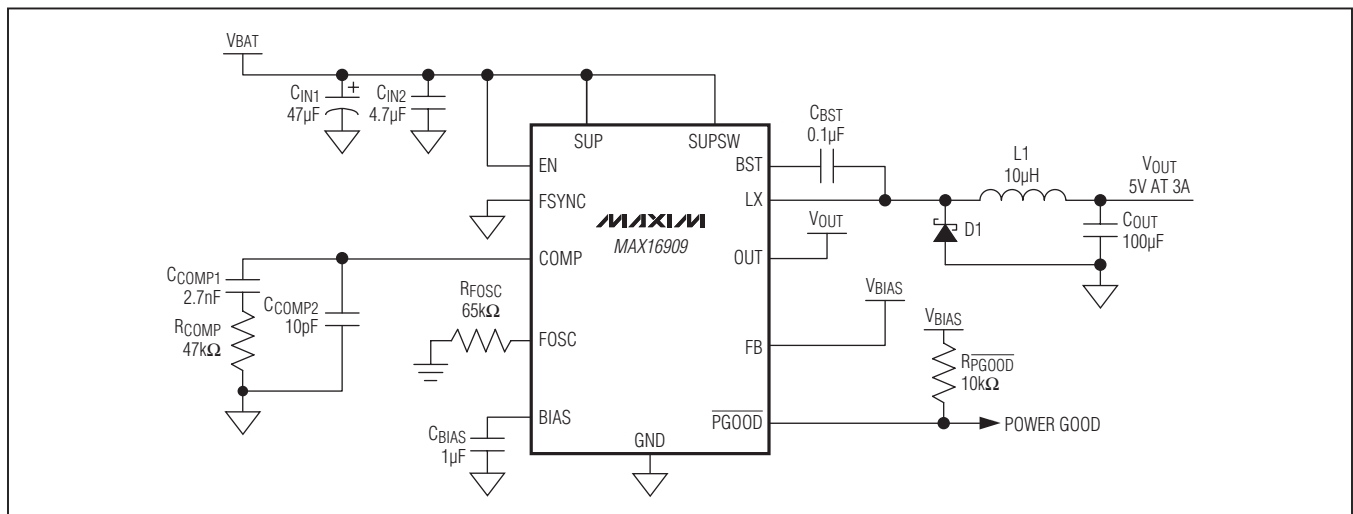 VBAT
CIN1
47µF
+
CIN2
4.7µF
SUP
SUPSW
EN
FSYNC
COMP
FOSC
BIAS
GND
BST
LX
OUT
FB
PGOOD
MAXIM
MAX16909
CBST
0.1µF
L1
10µH
VOUT
5V AT 3A
D1
COUT
100µF
VOUT
VBIAS
VBIAS
RPGOOD
10kΩ
POWER GOOD
CCOMP1
2.7nF
RCOMP
47kΩ
CCOMP2
10pF
RFOSC
65kΩ
CBIAS
1µF